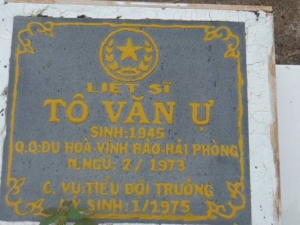 LIỆT SĨ
TÔ VĂN Ự
SINH:1945
Q.Q:DU HOÀ-VĨNH BẢO-HẢI PHÒNG
N.NGŨ: 2/1973
C. VỤ:TIỂU ĐỘI TRƯỞNG
HY SINH: 1/1975